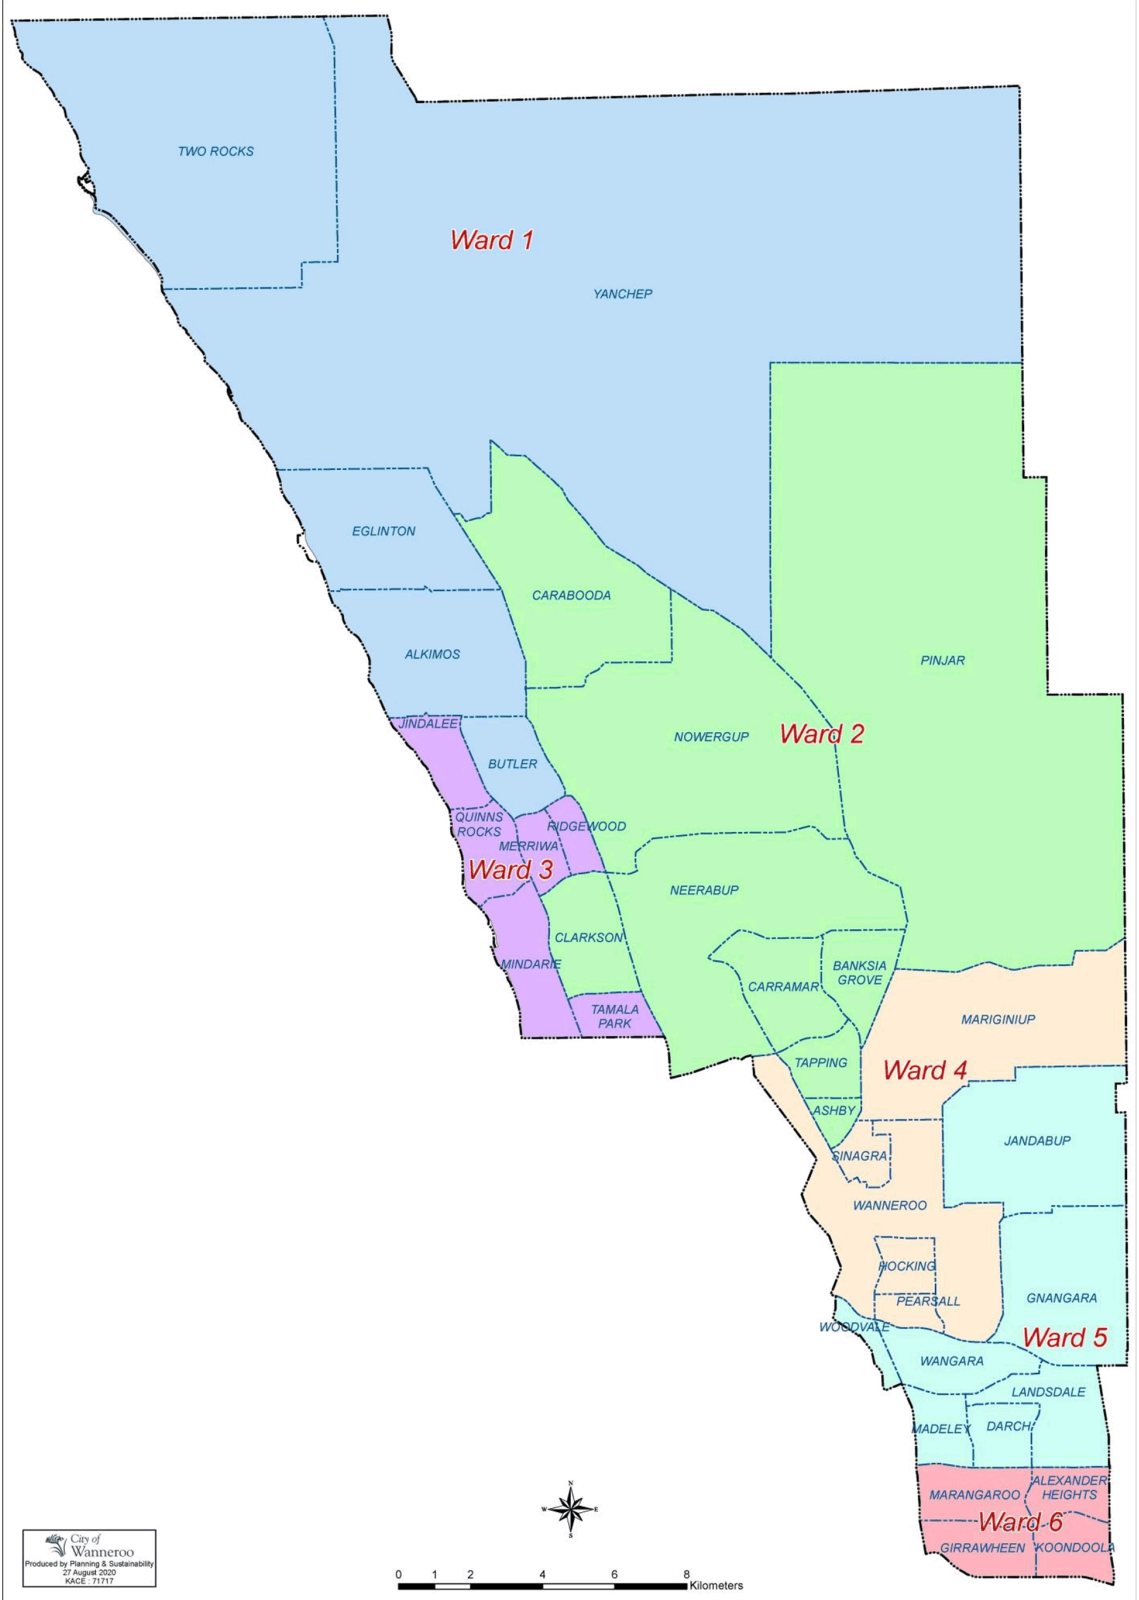 TWO ROCKS
Ward 1
YANCHEP
EGLINTON
CARABOODA
ALKIMOS
PINJAR
JINDALEE
NOWERGUP
Ward 2
BUTLER
QUINNS
ROCKS
RIDGEWOOD
MERRIWA
Ward 3
NEERABUP
CLARKSON
MINDARIE
BANKSIA
GROVE
CARRAMAR
TAMALA
PARK
MARIGINIUP
TAPPING
Ward 4
ASHBY
JANDABUP
SINAGRA
WANNEROO
HOCKING
PEARSALL
GNANGARA
WOODVALE
Ward 5
WANGARA
LANDSDALE
MADELEY
DARCH
ALEXANDER
HEIGHTS
MARANGAROO
Ward 6
GIRRAWHEEN
KOONDOOLA
N
W E
S
City of
Wanneroo
Produced by Planning & Sustainability
27 August 2020
KACE : 71717
0 1 2 4 6 8
Kilometers